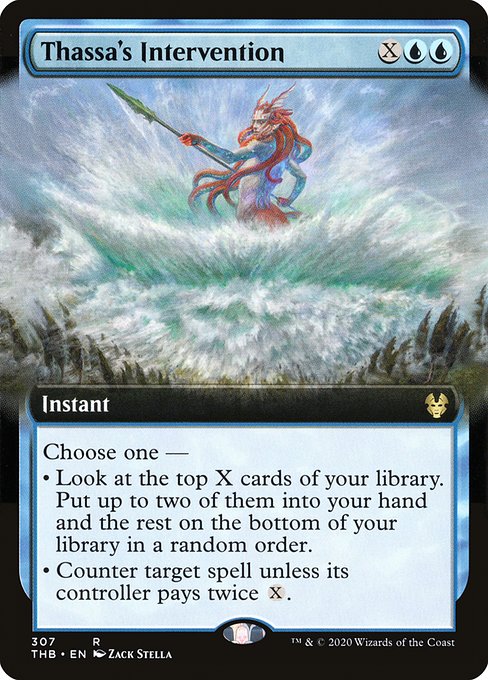 Thassa's Intervention X
Instant
Choose one —
• Look at the top X cards of your library.
Put up to two of them into your hand
and the rest on the bottom of your
library in a random order.
• Counter target spell unless its
controller pays twice X.
307 R
THB • EN Zack Stella
™ & © 2020 Wizards of the Coast